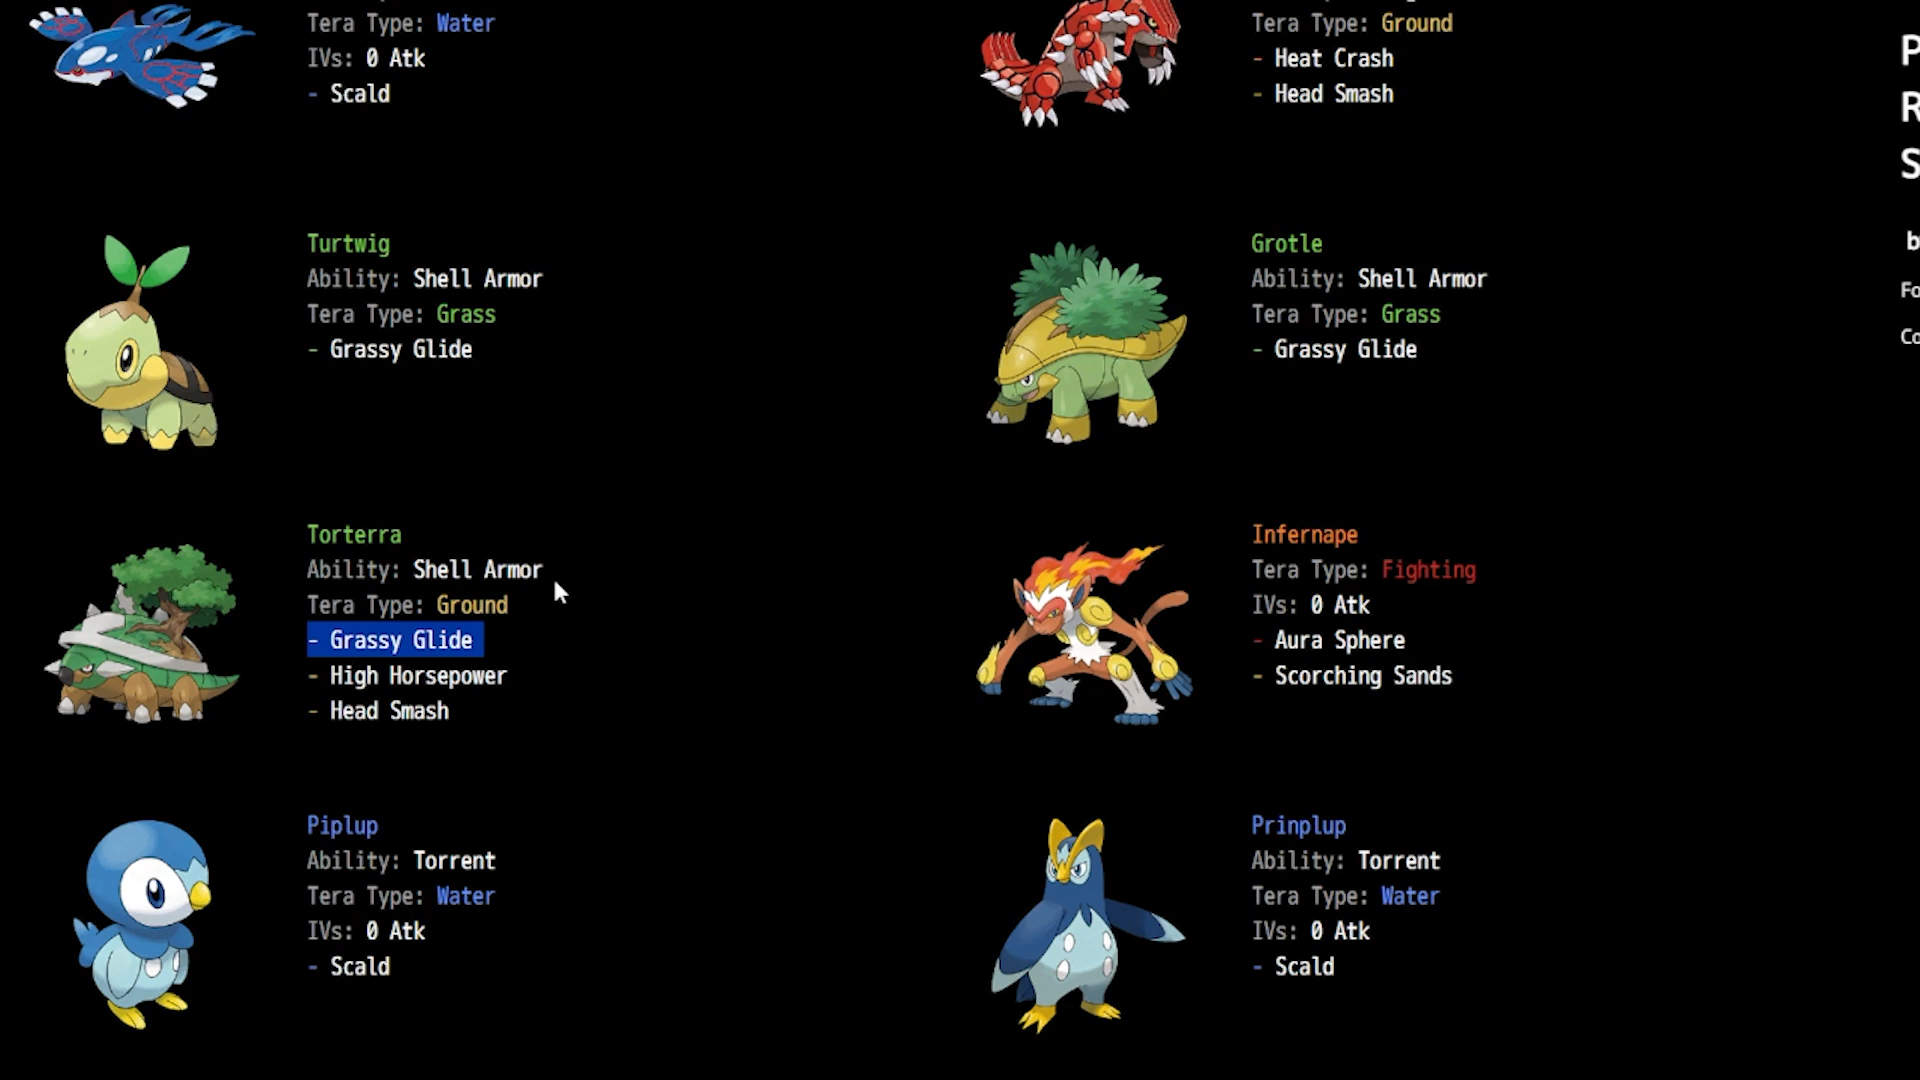 Tera Type: Water
IVs: 0 Atk
- Scald
Tera Type: Ground
- Heat Crash
- Head Smash
Turtwig
Ability: Shell Armor
Tera Type: Grass
- Grassy Glide
Grotle
Ability: Shell Armor
Tera Type: Grass
- Grassy Glide
Torterra
Ability: Shell Armor
Tera Type: Ground
- Grassy Glide
- High Horsepower
- Head Smash
Infernape
Tera Type: Fighting
IVs: 0 Atk
- Aura Sphere
- Scorching Sands
Piplup
Ability: Torrent
Tera Type: Water
IVs: 0 Atk
- Scald
Prinplup
Ability: Torrent
Tera Type: Water
IVs: 0 Atk
- Scald